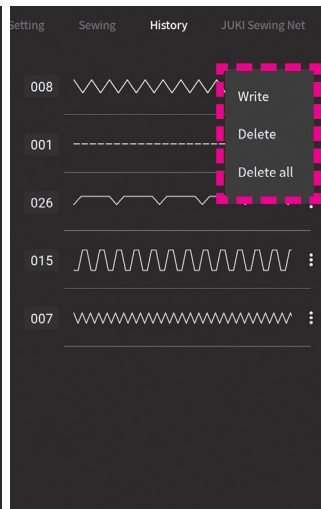 Setting Sewing History JUKI Sewing Net
008
Write
001
Delete
Delete all
026
015
007